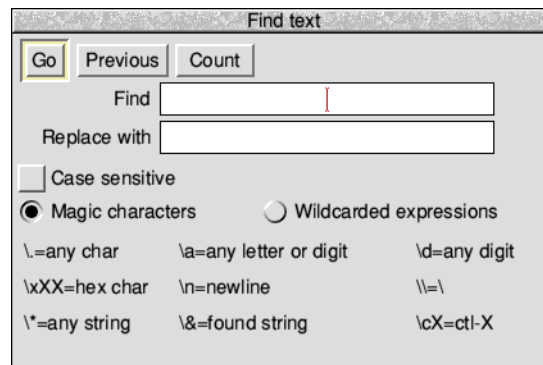 Find text
Go Previous Count
Find
Replace with
Case sensitive
Magic characters Wildcarded expressions
\.=any char \a=any letter or digit \d=any digit
\xXX=hex char \n=newline \\=\
\*=any string \&=found string \cX=ctl-X